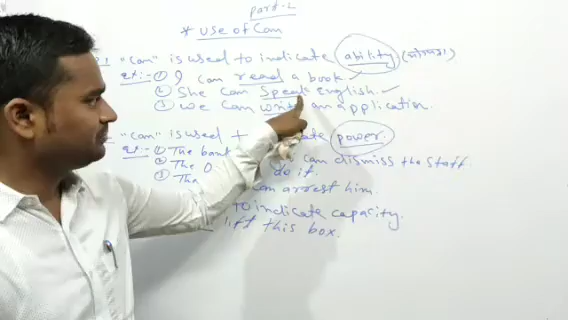 part-2
* Use of Can
"Can" is used to indicate ability (योग्यता)
Ex:- ① I can read a book. ✓
② She can speak English. ✓
③ We can write an application.
"Can" is used power.
Ex:- ① The can dismiss the staff.
② The do it.
③ The can arrest him.
to indicate capacity.
lift this box.